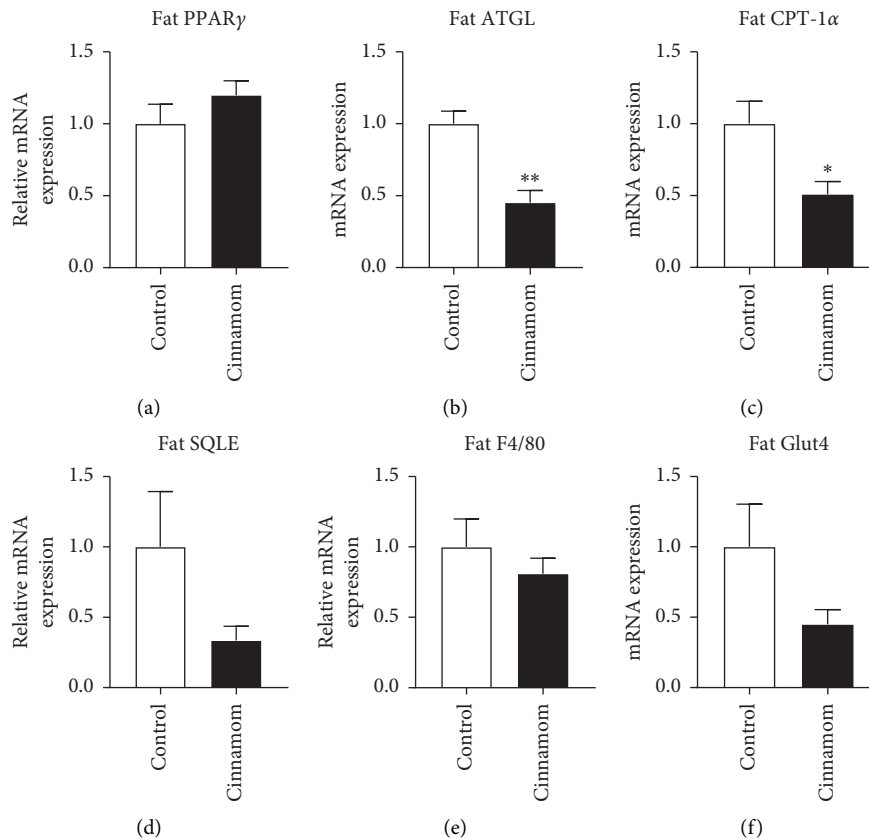 Fat PPARγ
Relative mRNA
expression
1.5
1.0
0.5
0.0
Control
Cinnamom
(a)
Fat ATGL
mRNA expression
1.5
1.0
0.5
0.0
**
Control
Cinnamom
(b)
Fat CPT-1α
mRNA expression
1.5
1.0
0.5
0.0
*
Control
Cinnamom
(c)
Fat SQLE
Relative mRNA
expression
1.5
1.0
0.5
0.0
Control
Cinnamom
(d)
Fat F4/80
Relative mRNA
expression
1.5
1.0
0.5
0.0
Control
Cinnamom
(e)
Fat Glut4
mRNA expression
1.5
1.0
0.5
0.0
Control
Cinnamom
(f)